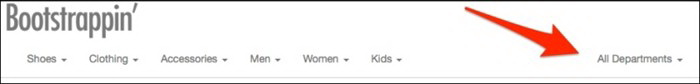 Bootstrappin'
Shoes Clothing Accessories Men Women Kids All Departments